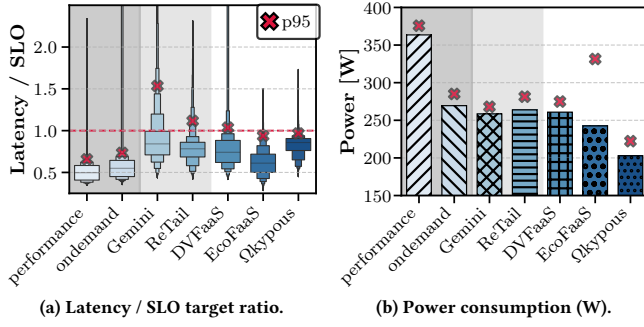 Latency / SLO
2.0
1.5
1.0
0.5
p95
performance
ondemand
Gemini
ReTail
DVFaaS
EcoFaaS
Ωkypous
(a) Latency / SLO target ratio.
Power [W]
400
350
300
250
200
150
performance
ondemand
Gemini
ReTail
DVFaaS
EcoFaaS
Ωkypous
(b) Power consumption (W).